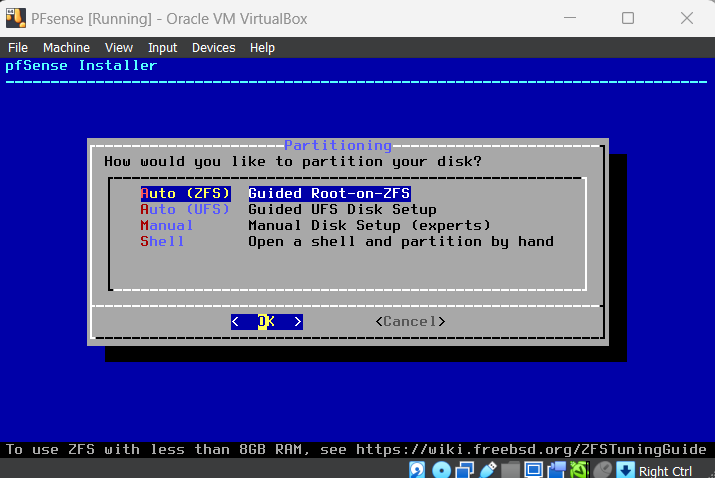 PFsense [Running] - Oracle VM VirtualBox
File Machine View Input Devices Help
pfSense Installer
Partitioning
How would you like to partition your disk?
Auto (ZFS) Guided Root-on-ZFS
Auto (UFS) Guided UFS Disk Setup
Manual Manual Disk Setup (experts)
Shell Open a shell and partition by hand
< OK > <Cancel>
To use ZFS with less than 8GB RAM, see https://wiki.freebsd.org/ZFSTuningGuide
Right Ctrl